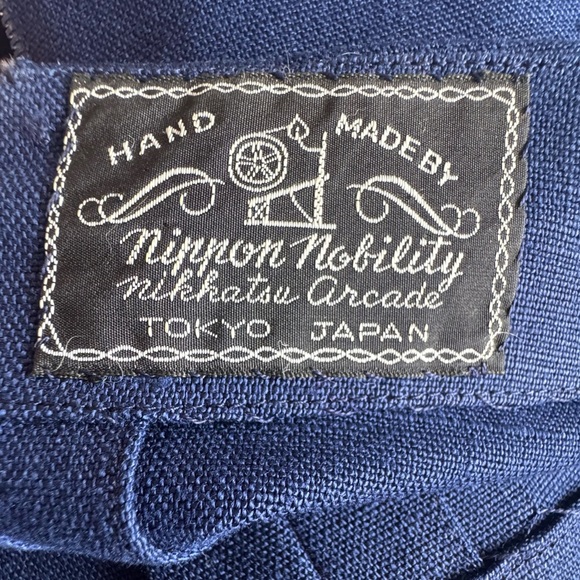 HAND MADE BY
Nippon Nobility
Nikkatsu Arcade
TOKYO JAPAN